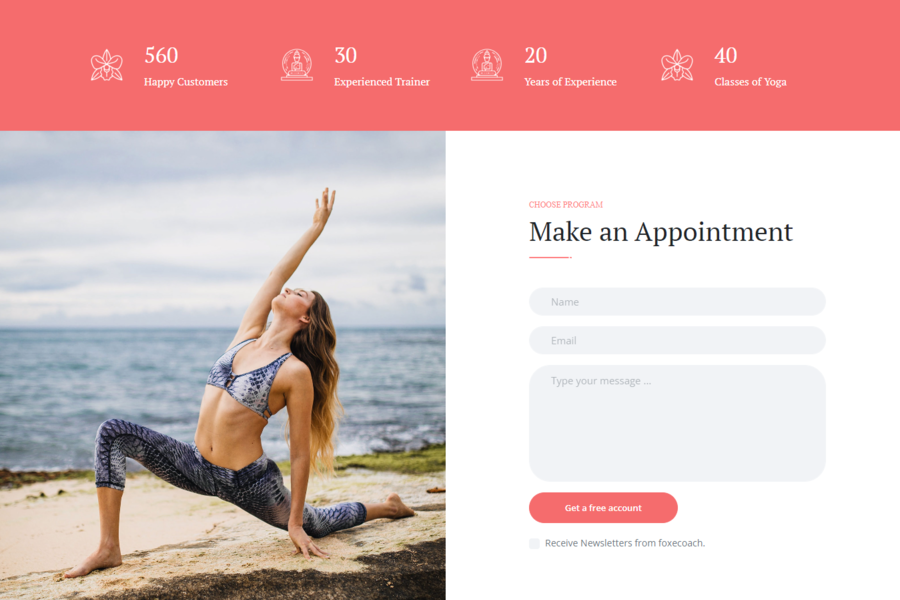 560
Happy Customers
30
Experienced Trainer
20
Years of Experience
40
Classes of Yoga
CHOOSE PROGRAM
Make an Appointment
Name
Email
Type your message ...
Get a free account
Receive Newsletters from foxecoach.